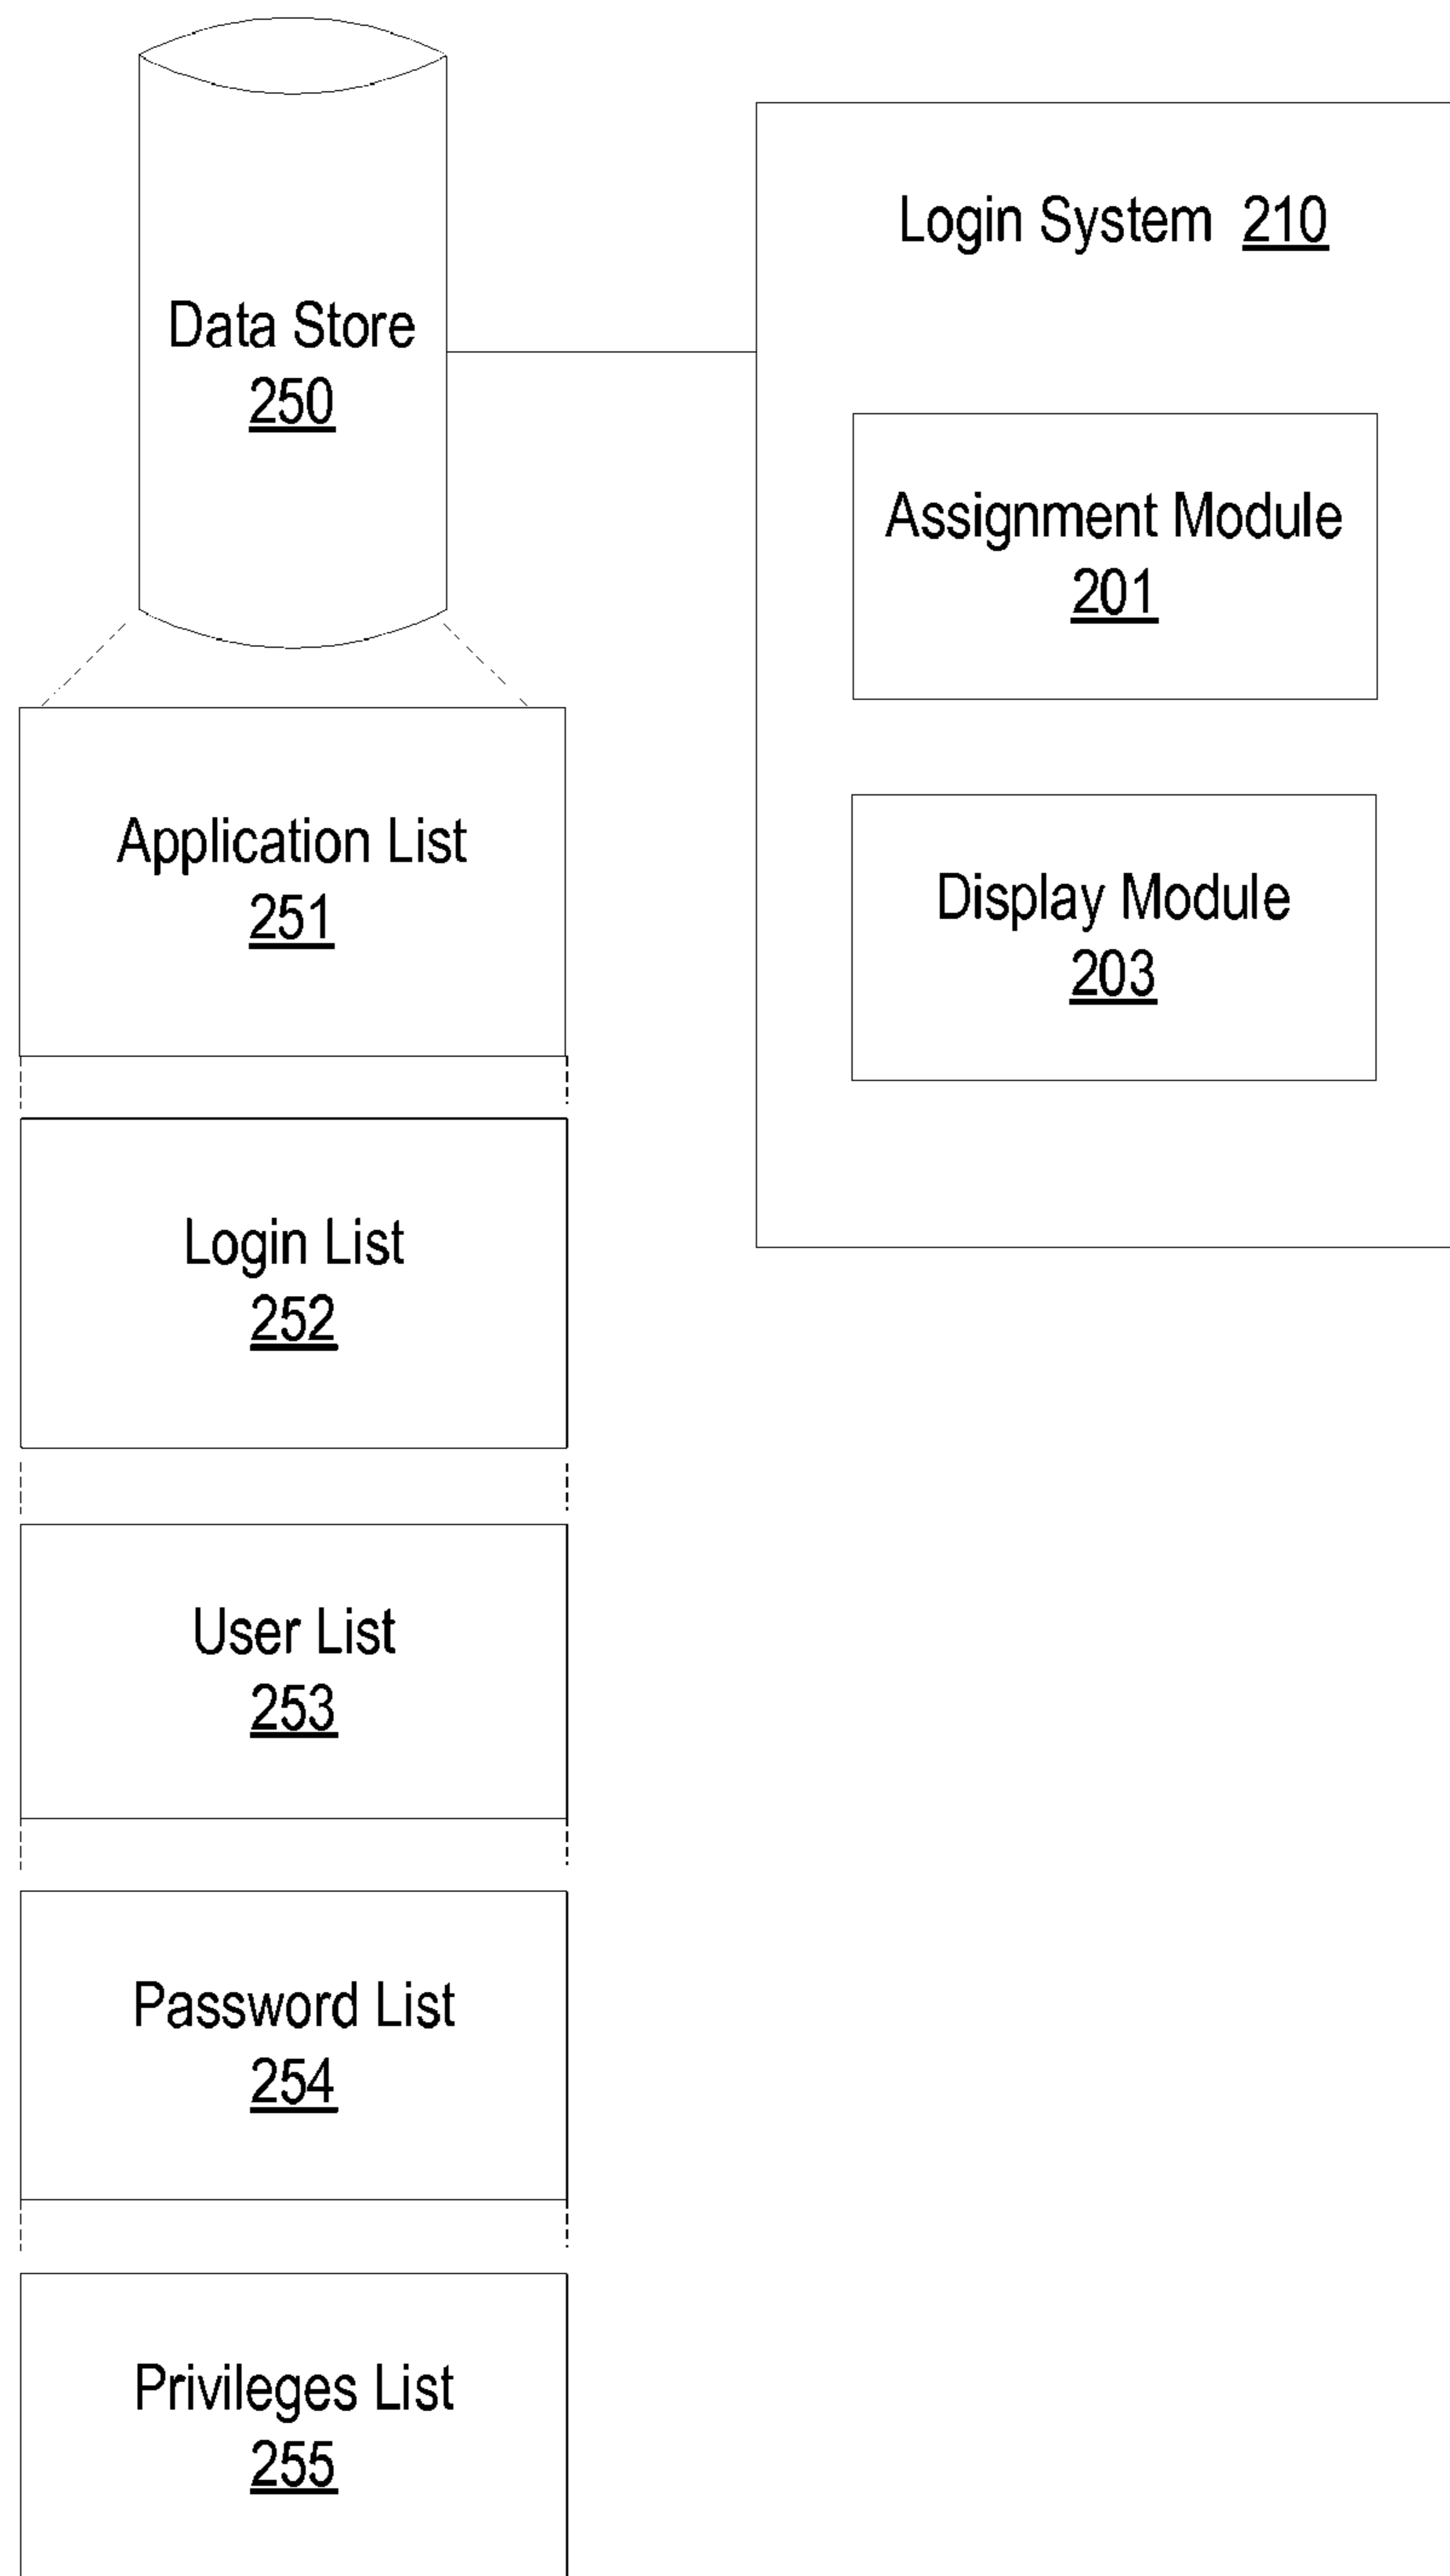 Data Store
250
Login System 210
Assignment Module
201
Display Module
203
Application List
251
Login List
252
User List
253
Password List
254
Privileges List
255